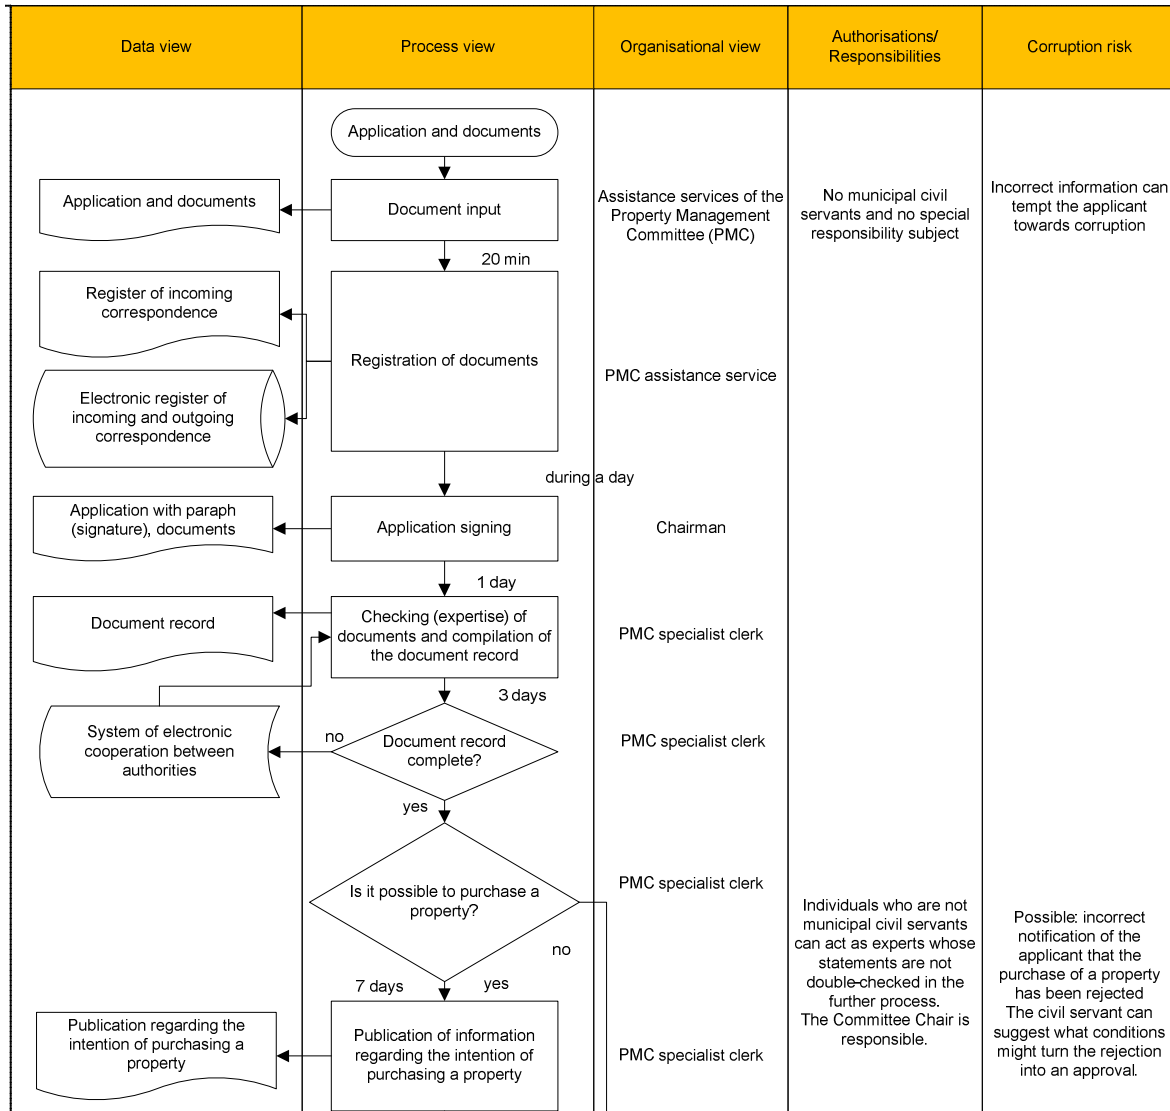 Data view
Process view
Organisational view
Authorisations/
Responsibilities
Corruption risk
Application and documents
Application and documents
Document input
Assistance services of the
Property Management
Committee (PMC)
No municipal civil
servants and no special
responsibility subject
Incorrect information can
tempt the applicant
towards corruption
20 min
Register of incoming
correspondence
Electronic register of
incoming and outgoing
correspondence
Registration of documents
PMC assistance service
during a day
Application with paraph
(signature), documents
Application signing
Chairman
1 day
Document record
Checking (expertise) of
documents and compilation of
the document record
PMC specialist clerk
3 days
System of electronic
cooperation between
authorities
no
Document record
complete?
PMC specialist clerk
yes
Is it possible to purchase a
property?
PMC specialist clerk
no
7 days
yes
Individuals who are not
municipal civil servants
can act as experts whose
statements are not
double-checked in the
further process.
The Committee Chair is
responsible.
Possible: incorrect
notification of the
applicant that the
purchase of a property
has been rejected
The civil servant can
suggest what conditions
might turn the rejection
into an approval.
Publication regarding the
intention of purchasing a
property
Publication of information
regarding the intention of
purchasing a property
PMC specialist clerk